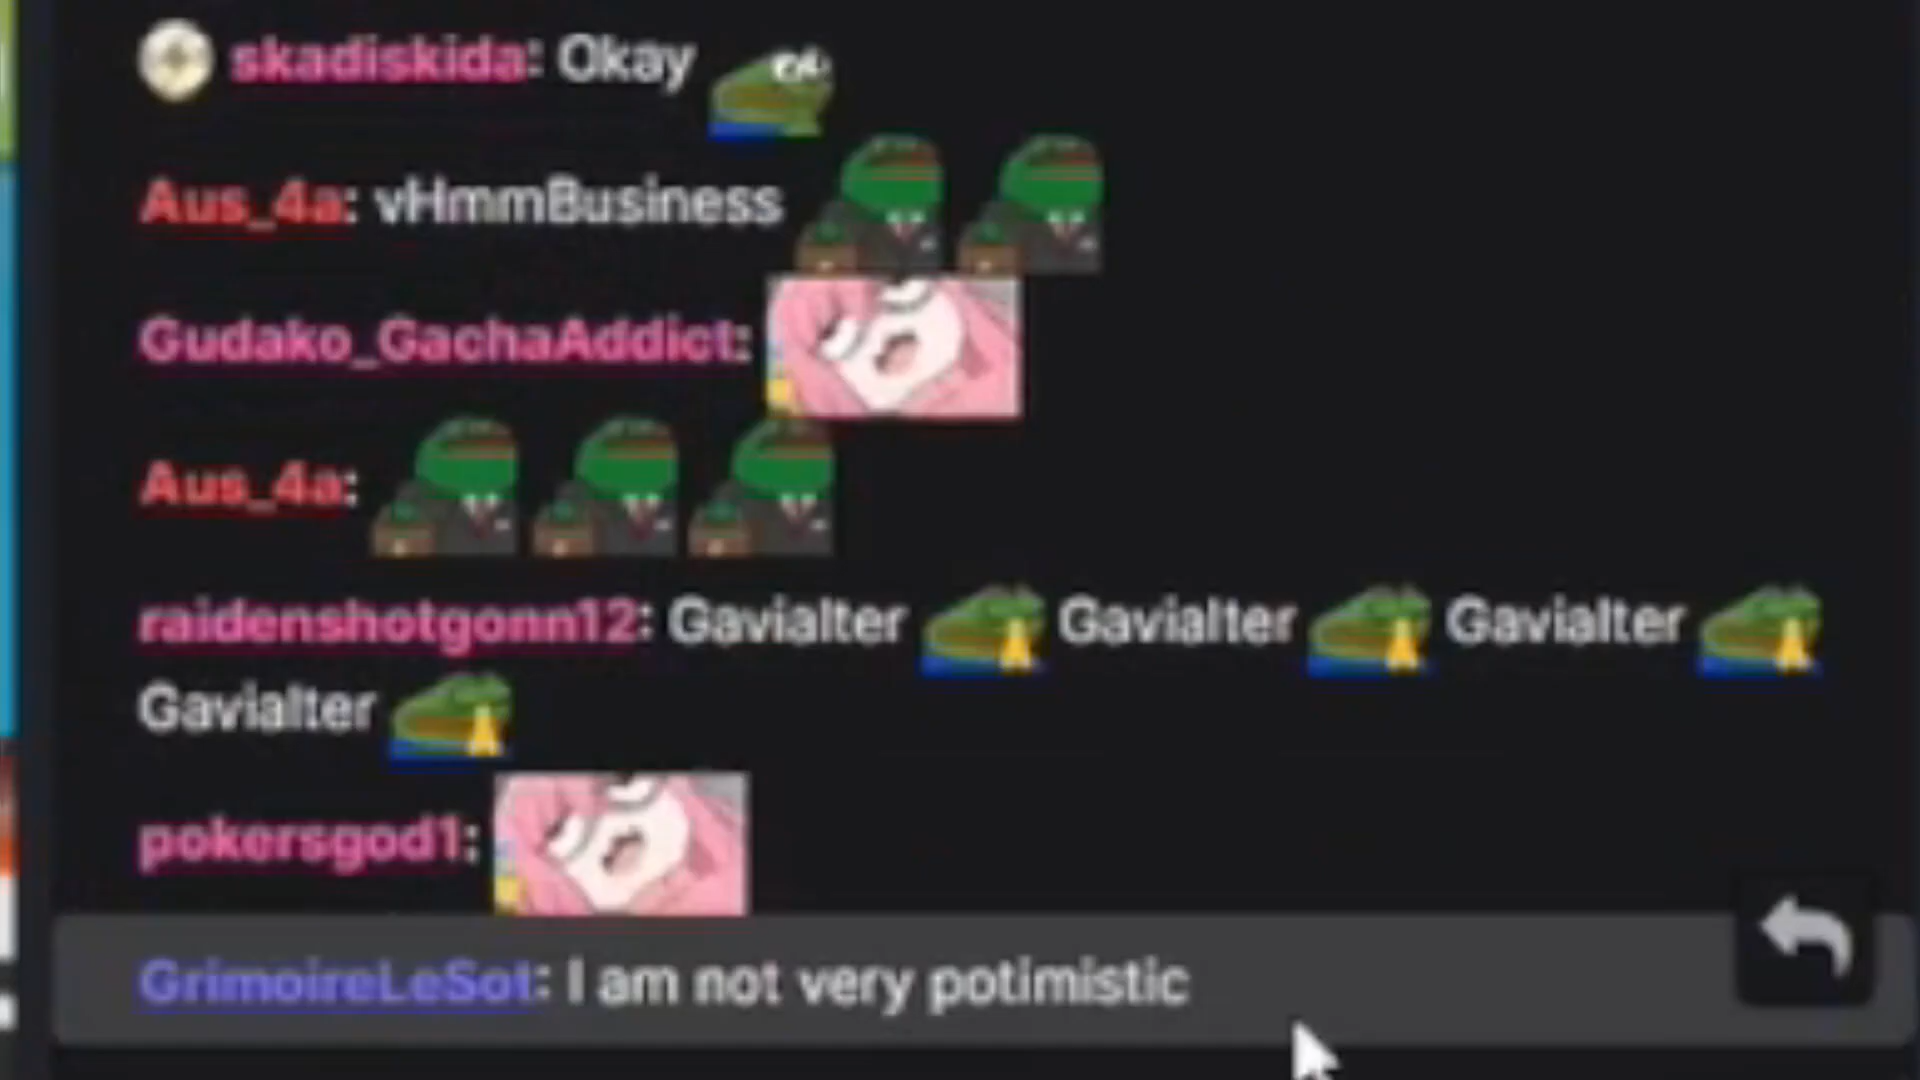 skadiskida: Okay
Aus_4a: vHmmBusiness
Gudako_GachaAddict:
Aus_4a:
raidenshotgonn12: Gavialter Gavialter Gavialter
Gavialter
pokersgod1:
GrimoireLeSot: I am not very potimistic